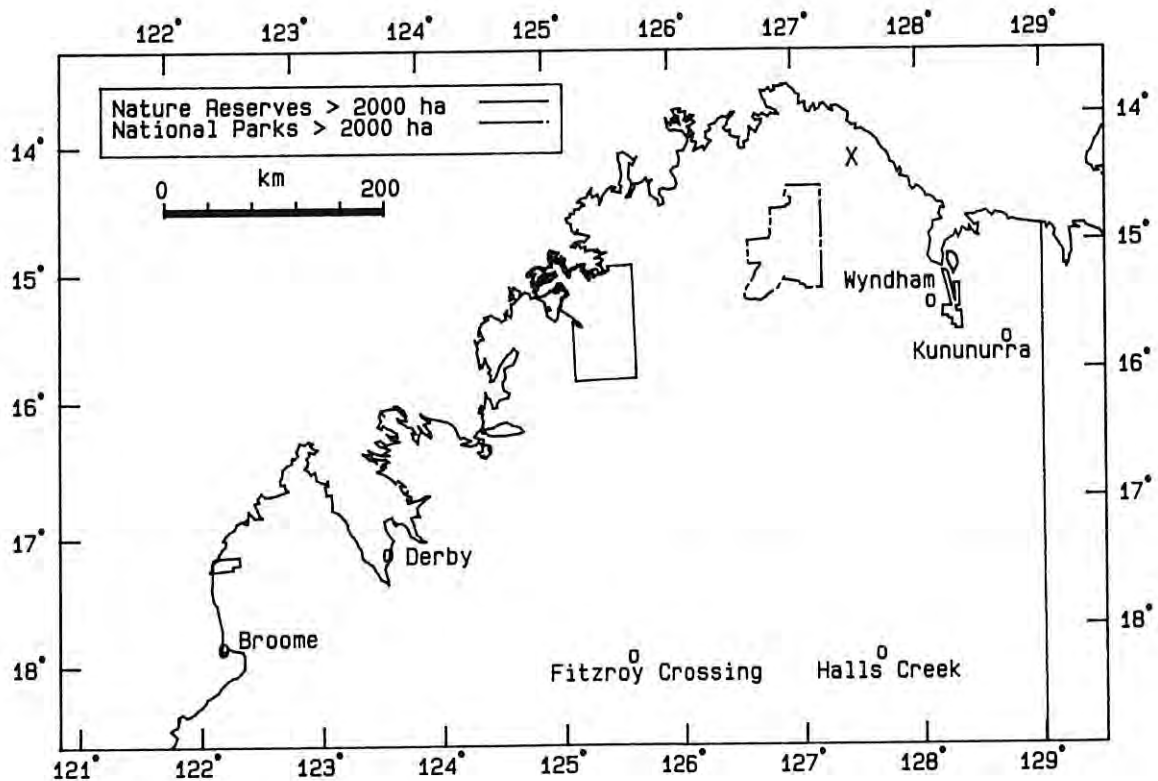 122° 123° 124° 125° 126° 127° 128° 129°
Nature Reserves > 2000 ha
National Parks > 2000 ha
14°
14°
X
0 km 200
15°
15°
Wyndham
Kununurra
16°
16°
17°
17°
Derby
18°
Broome
18°
Fitzroy Crossing
Halls Creek
121° 122° 123° 124° 125° 126° 127° 128° 129°